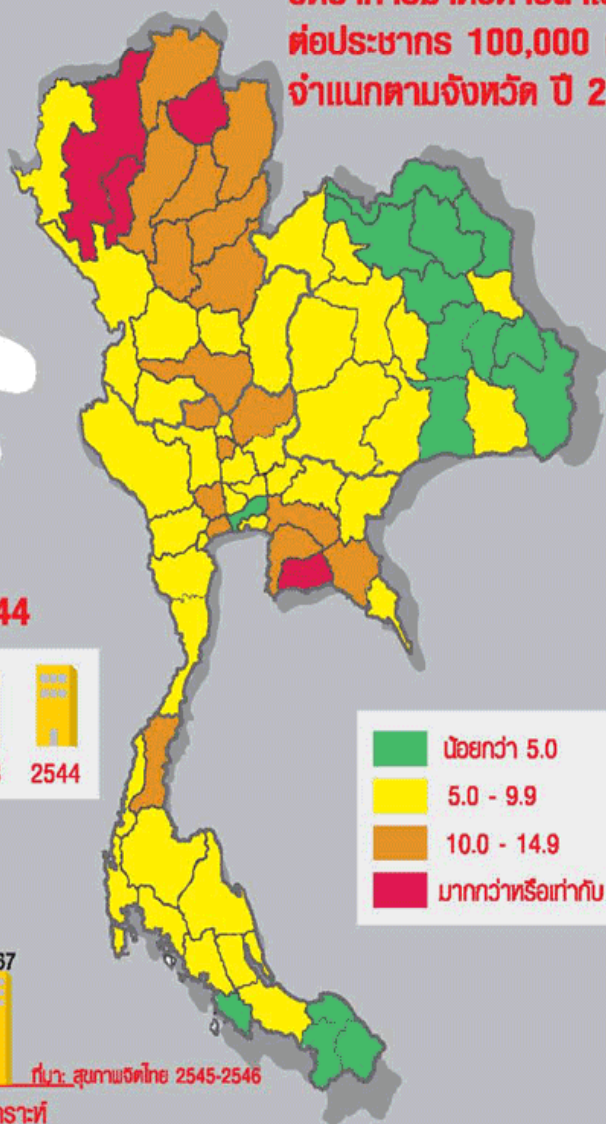 ต่อประชากร 100,000
จำแนกตามจังหวัด ปี 2
44
2544
น้อยกว่า 5.0
5.0 - 9.9
10.0 - 14.9
มากกว่าหรือเท่ากับ
67
ที่มา: สุขภาพจิตไทย 2545-2546